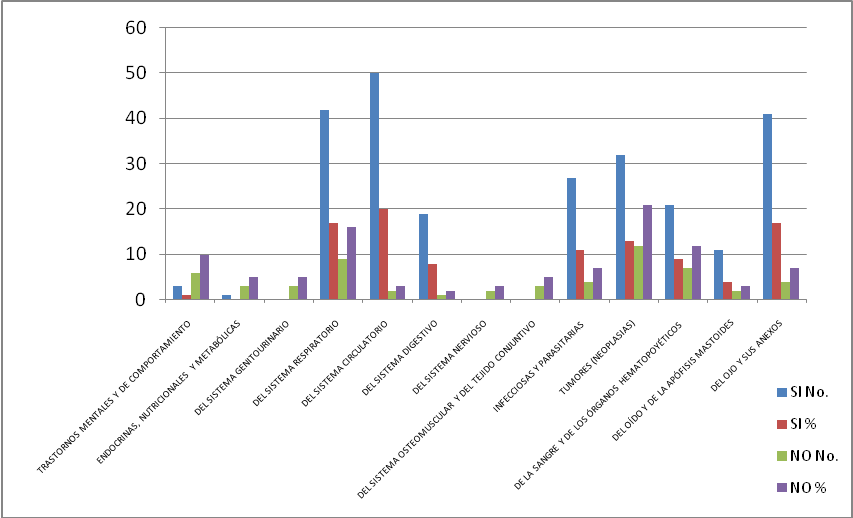 60
50
40
30
20
10
0
TRASTORNOS MENTALES Y DE COMPORTAMIENTO
ENDOCRINAS, NUTRICIONALES Y METABÓLICAS
DEL SISTEMA GENITOURINARIO
DEL SISTEMA RESPIRATORIO
DEL SISTEMA CIRCULATORIO
DEL SISTEMA DIGESTIVO
DEL SISTEMA NERVIOSO
DEL SISTEMA OSTEOMUSCULAR Y DEL TEJIDO CONJUNTIVO
INFECCIOSAS Y PARASITARIAS
TUMORES (NEOPLASIAS)
DE LA SANGRE Y DE LOS ÓRGANOS HEMATOPOYÉTICOS
DEL OÍDO Y DE LA APÓFISIS MASTOIDES
DEL OJO Y SUS ANEXOS
SI No.
SI %
NO No.
NO %